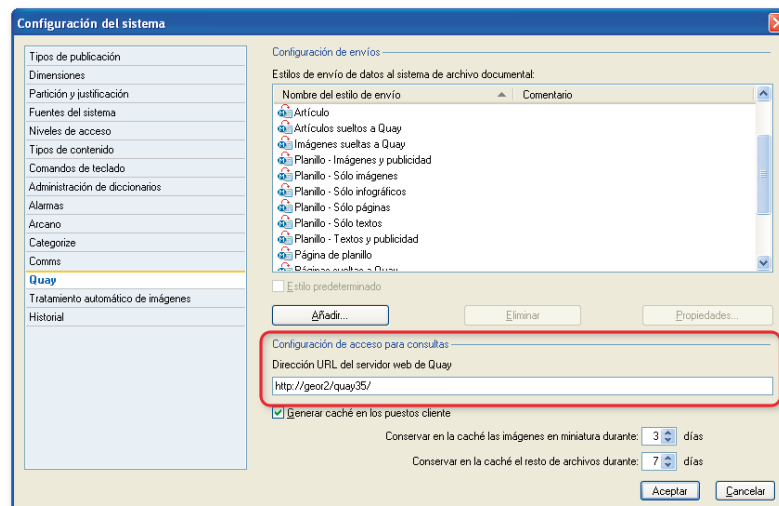 Configuración del sistema
Tipos de publicación
Dimensiones
Partición y justificación
Fuentes del sistema
Niveles de acceso
Tipos de contenido
Comandos de teclado
Administración de diccionarios
Alarmas
Arcano
Categorize
Comms
Quay
Tratamiento automático de imágenes
Historial
Configuración de envíos
Estilos de envío de datos al sistema de archivo documental:
Nombre del estilo de envío Comentario
Artículo
Artículos sueltos a Quay
Imágenes sueltas a Quay
Planillo - Imágenes y publicidad
Planillo - Sólo imágenes
Planillo - Sólo infográficos
Planillo - Sólo páginas
Planillo - Sólo textos
Planillo - Textos y publicidad
Página de planillo
Páginas sueltas a Quay
Estilo predeterminado
Añadir... Eliminar Propiedades...
Configuración de acceso para consultas
Dirección URL del servidor web de Quay
http://geor2/quay35/
Generar caché en los puestos cliente
Conservar en la caché las imágenes en miniatura durante: 3 días
Conservar en la caché el resto de archivos durante: 7 días
Aceptar Cancelar